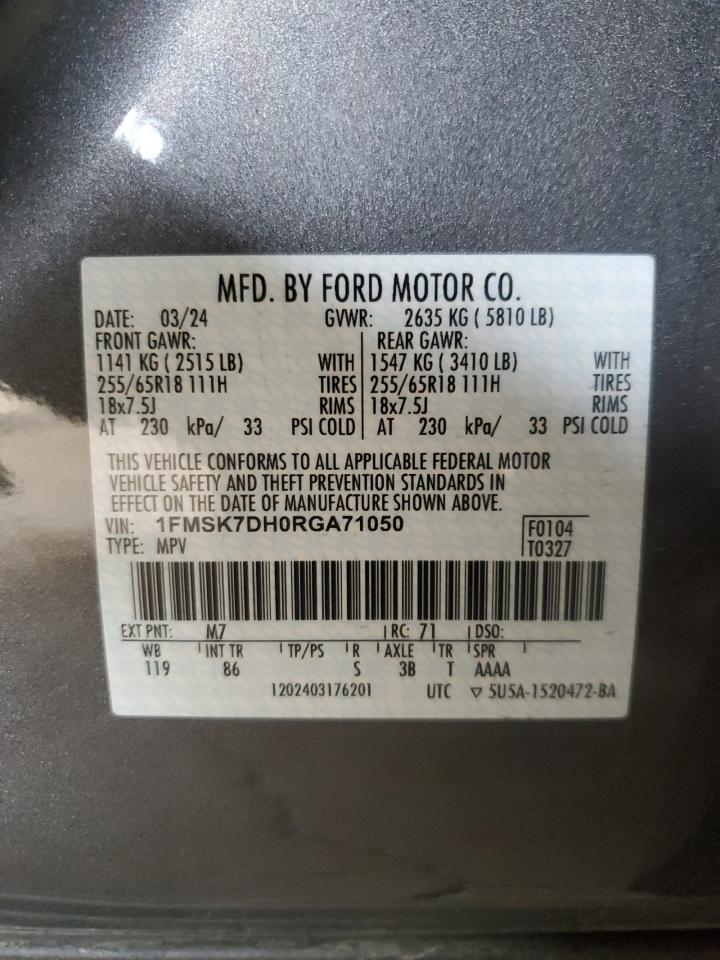 MFD. BY FORD MOTOR CO.
DATE: 03/24 GVWR: 2635 KG ( 5810 LB)
FRONT GAWR: REAR GAWR:
1141 KG ( 2515 LB) WITH 1547 KG ( 3410 LB) WITH
255/65R18 111H TIRES 255/65R18 111H TIRES
18x7.5J RIMS 18x7.5J RIMS
AT 230 kPa/ 33 PSI COLD AT 230 kPa/ 33 PSI COLD
THIS VEHICLE CONFORMS TO ALL APPLICABLE FEDERAL MOTOR
VEHICLE SAFETY AND THEFT PREVENTION STANDARDS IN
EFFECT ON THE DATE OF MANUFACTURE SHOWN ABOVE.
VIN: 1FMSK7DH0RGA71050 F0104
TYPE: MPV T0327
EXT PNT: M7 RC: 71 DSO:
WB INT TR TP/PS R AXLE TR SPR
119 86 S 3B T AAAA
1202403176201 UTC ▽ 5U5A-1520472-BA